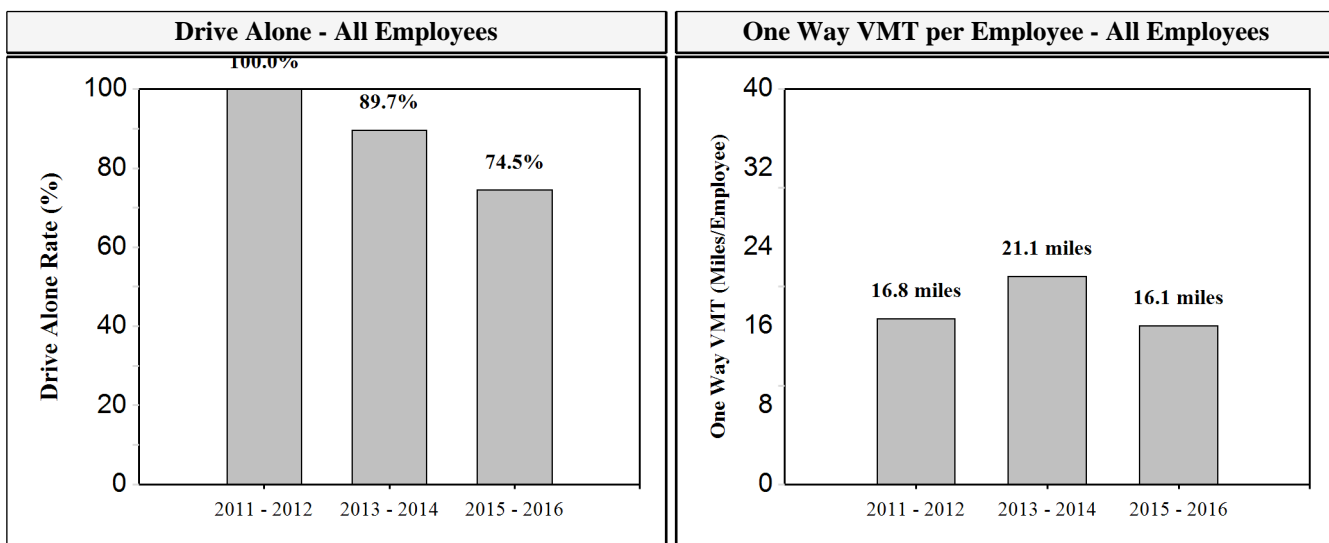 Drive Alone - All Employees
100.0%
100
89.7%
80
74.5%
60
40
20
0
Drive Alone Rate (%)
2011 - 2012 2013 - 2014 2015 - 2016
One Way VMT per Employee - All Employees
40
32
24
21.1 miles
16.8 miles
16.1 miles
16
8
0
One Way VMT (Miles/Employee)
2011 - 2012 2013 - 2014 2015 - 2016